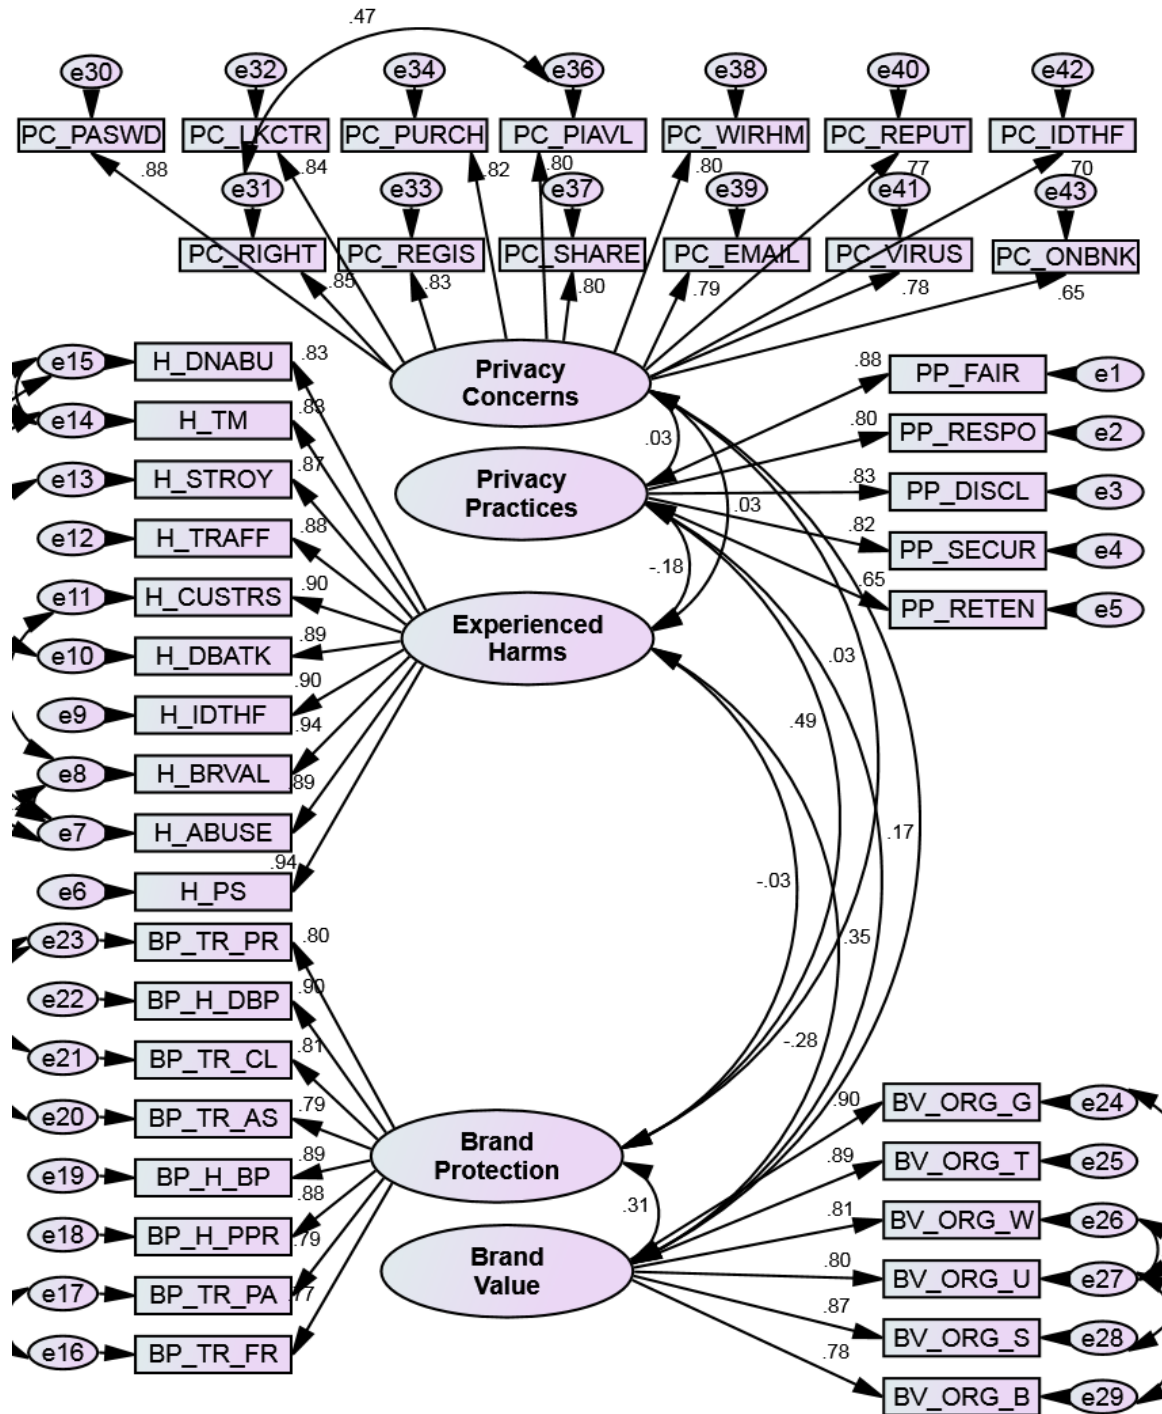 .47
e30
e32
e34
e36
e38
e40
e42
PC_PASWD
PC_LKCTR
PC_PURCH
PC_PIAVL
PC_WIRHM
PC_REPUT
PC_IDTHF
.88
.84
.82
.80
.80
.77
.70
e31
e33
e37
e39
e41
e43
PC_RIGHT
PC_REGIS
PC_SHARE
PC_EMAIL
PC_VIRUS
PC_ONBNK
.85
.83
.80
.79
.78
.65
e15
H_DNABU
.83
e14
H_TM
.83
e13
H_STROY
.87
e12
H_TRAFF
.88
e11
H_CUSTRS
.90
e10
H_DBATK
.89
e9
H_IDTHF
.90
e8
H_BRVAL
.94
e7
H_ABUSE
.89
e6
H_PS
.94
Privacy
Concerns
Privacy
Practices
Experienced
Harms
.03
.03
-.18
.88
PP_FAIR
e1
.80
PP_RESPO
e2
.83
PP_DISCL
e3
.82
PP_SECUR
e4
.65
PP_RETEN
e5
.03
.49
.17
-.03
.35
-.28
e23
BP_TR_PR
.80
e22
BP_H_DBP
.90
e21
BP_TR_CL
.81
e20
BP_TR_AS
.79
e19
BP_H_BP
.89
e18
BP_H_PPR
.88
e17
BP_TR_PA
.79
e16
BP_TR_FR
.77
Brand
Protection
.31
Brand
Value
.90
BV_ORG_G
e24
.89
BV_ORG_T
e25
.81
BV_ORG_W
e26
.80
BV_ORG_U
e27
.87
BV_ORG_S
e28
.78
BV_ORG_B
e29